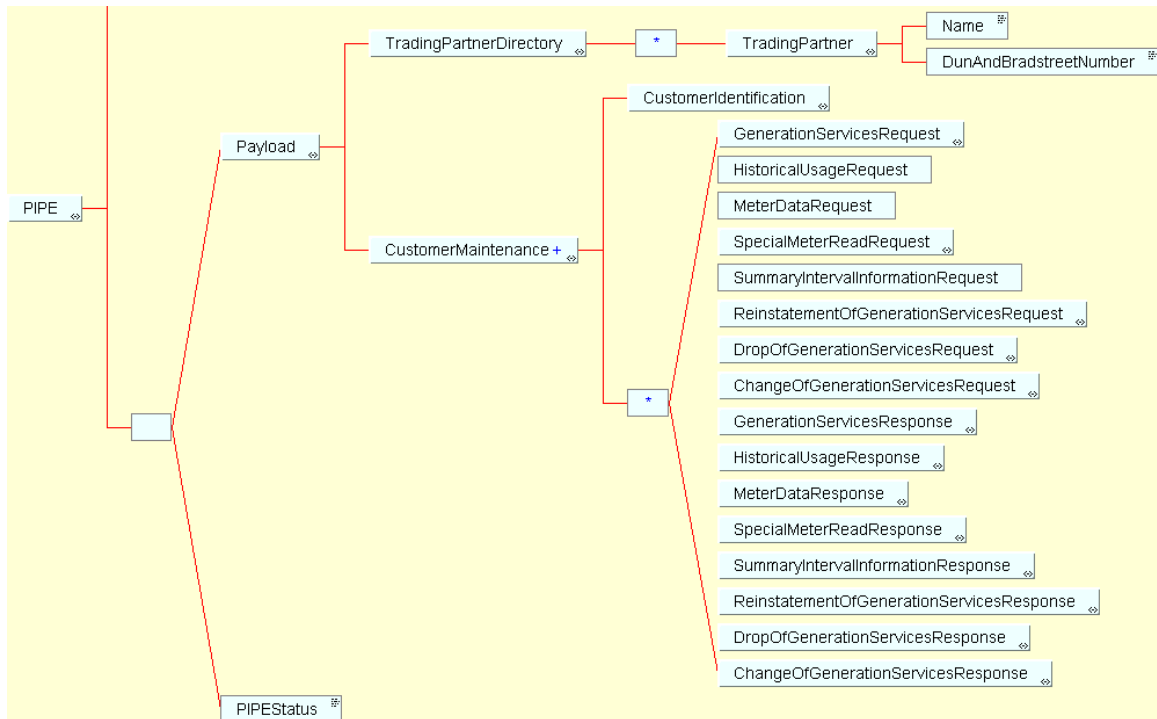 TradingPartnerDirectory
*
TradingPartner
Name
DunAndBradstreetNumber
CustomerIdentification
Payload
GenerationServicesRequest
HistoricalUsageRequest
PIPE
MeterDataRequest
CustomerMaintenance +
SpecialMeterReadRequest
SummaryIntervalInformationRequest
ReinstatementOfGenerationServicesRequest
DropOfGenerationServicesRequest
ChangeOfGenerationServicesRequest
*
GenerationServicesResponse
HistoricalUsageResponse
MeterDataResponse
SpecialMeterReadResponse
SummaryIntervalInformationResponse
ReinstatementOfGenerationServicesResponse
DropOfGenerationServicesResponse
ChangeOfGenerationServicesResponse
PIPEStatus